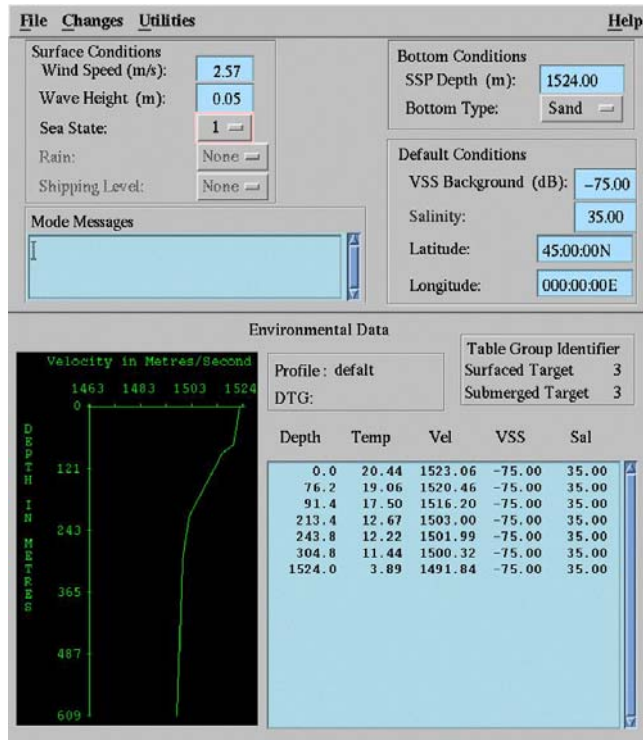 File Changes Utilities Help
Surface Conditions
Wind Speed (m/s): 2.57
Wave Height (m): 0.05
Sea State: 1
Rain: None
Shipping Level: None
Bottom Conditions
SSP Depth (m): 1524.00
Bottom Type: Sand
Default Conditions
VSS Background (dB): -75.00
Salinity: 35.00
Latitude: 45:00:00N
Longitude: 000:00:00E
Mode Messages
Environmental Data
Velocity in Metres/Second
1463 1483 1503 1524
DEPTH IN METRES
0
121
243
365
487
609
Profile: defalt
DTG:
Table Group Identifier
Surfaced Target 3
Submerged Target 3
Depth Temp Vel VSS Sal
0.0 20.44 1523.06 -75.00 35.00
76.2 19.06 1520.46 -75.00 35.00
91.4 17.50 1516.20 -75.00 35.00
213.4 12.67 1503.00 -75.00 35.00
243.8 12.22 1501.99 -75.00 35.00
304.8 11.44 1500.32 -75.00 35.00
1524.0 3.89 1491.84 -75.00 35.00